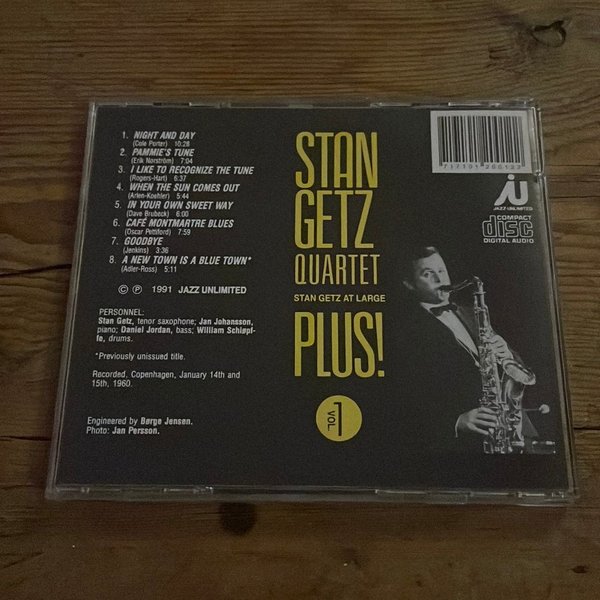 1. NIGHT AND DAY
(Cole Porter) 10:28
2. PAMMIE'S TUNE
(Erik Norström) 7:04
3. I LIKE TO RECOGNIZE THE TUNE
(Rogers-Hart) 6:37
4. WHEN THE SUN COMES OUT
(Arlen-Koehler) 4:44
5. IN YOUR OWN SWEET WAY
(Dave Brubeck) 6:00
6. CAFÉ MONTMARTRE BLUES
(Oscar Pettiford) 7:59
7. GOODBYE
(Jenkins) 3:36
8. A NEW TOWN IS A BLUE TOWN*
(Adler-Ross) 5:11
© Ⓟ 1991 JAZZ UNLIMITED
PERSONNEL:
Stan Getz, tenor saxophone; Jan Johansson,
piano; Daniel Jordan, bass; William Schiøpf-
fe, drums.
*Previously unissued title.
Recorded, Copenhagen, January 14th and
15th, 1960.
Engineered by Børge Jensen.
Photo: Jan Persson.
STAN
GETZ
QUARTET
STAN GETZ AT LARGE
PLUS!
VOL 1
JU
JAZZ UNLIMITED
COMPACT
disc
DIGITAL AUDIO